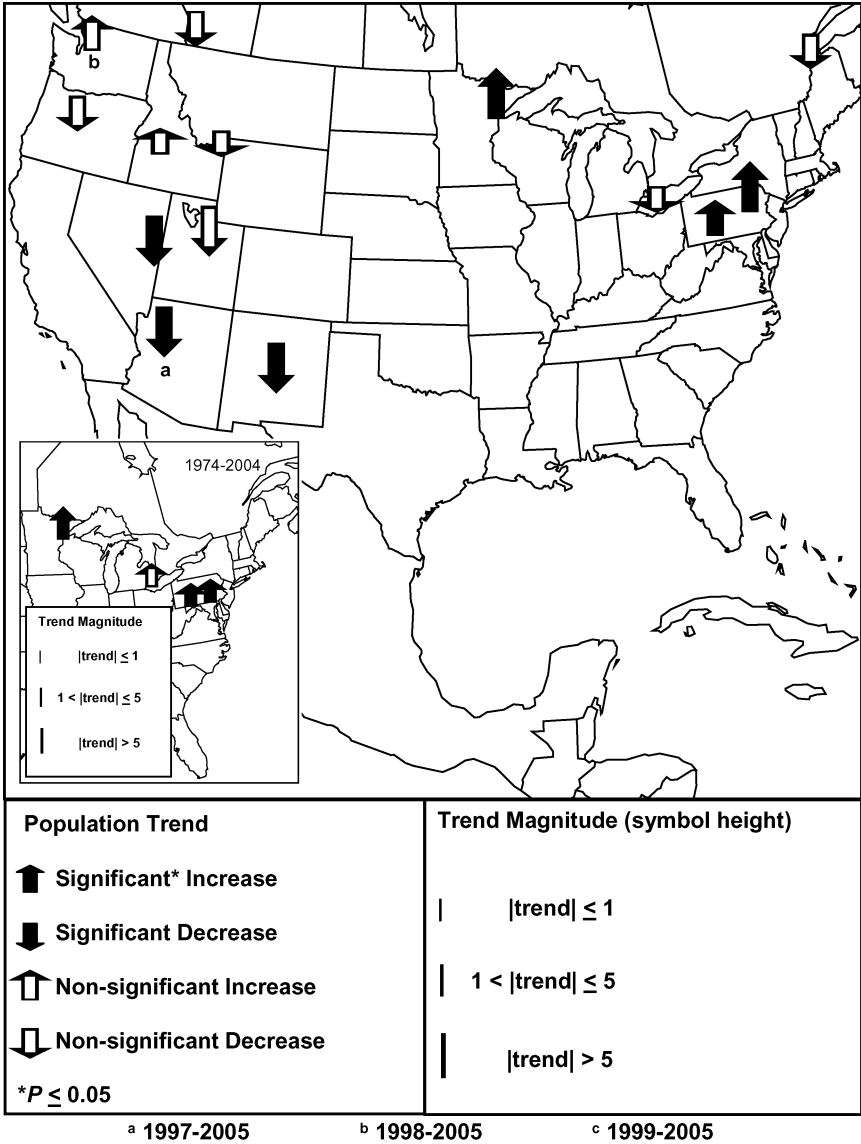 b
a
1974-2004
Trend Magnitude
|trend| ≤ 1
1 < |trend| ≤ 5
|trend| > 5
Population Trend
Significant* Increase
Significant Decrease
Non-significant Increase
Non-significant Decrease
*P ≤ 0.05
Trend Magnitude (symbol height)
|trend| ≤ 1
1 < |trend| ≤ 5
|trend| > 5
a 1997-2005 b 1998-2005 c 1999-2005